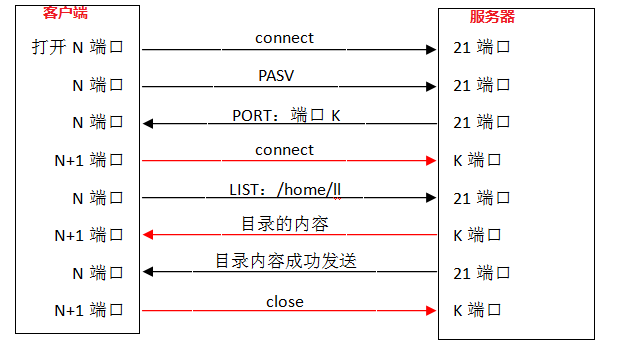 客户端 服务器
打开 N 端口 connect 21 端口
N 端口 PASV 21 端口
N 端口 PORT：端口 K 21 端口
N+1 端口 connect K 端口
N 端口 LIST：/home/ll 21 端口
N+1 端口 目录的内容 K 端口
N 端口 目录内容成功发送 21 端口
N+1 端口 close K 端口